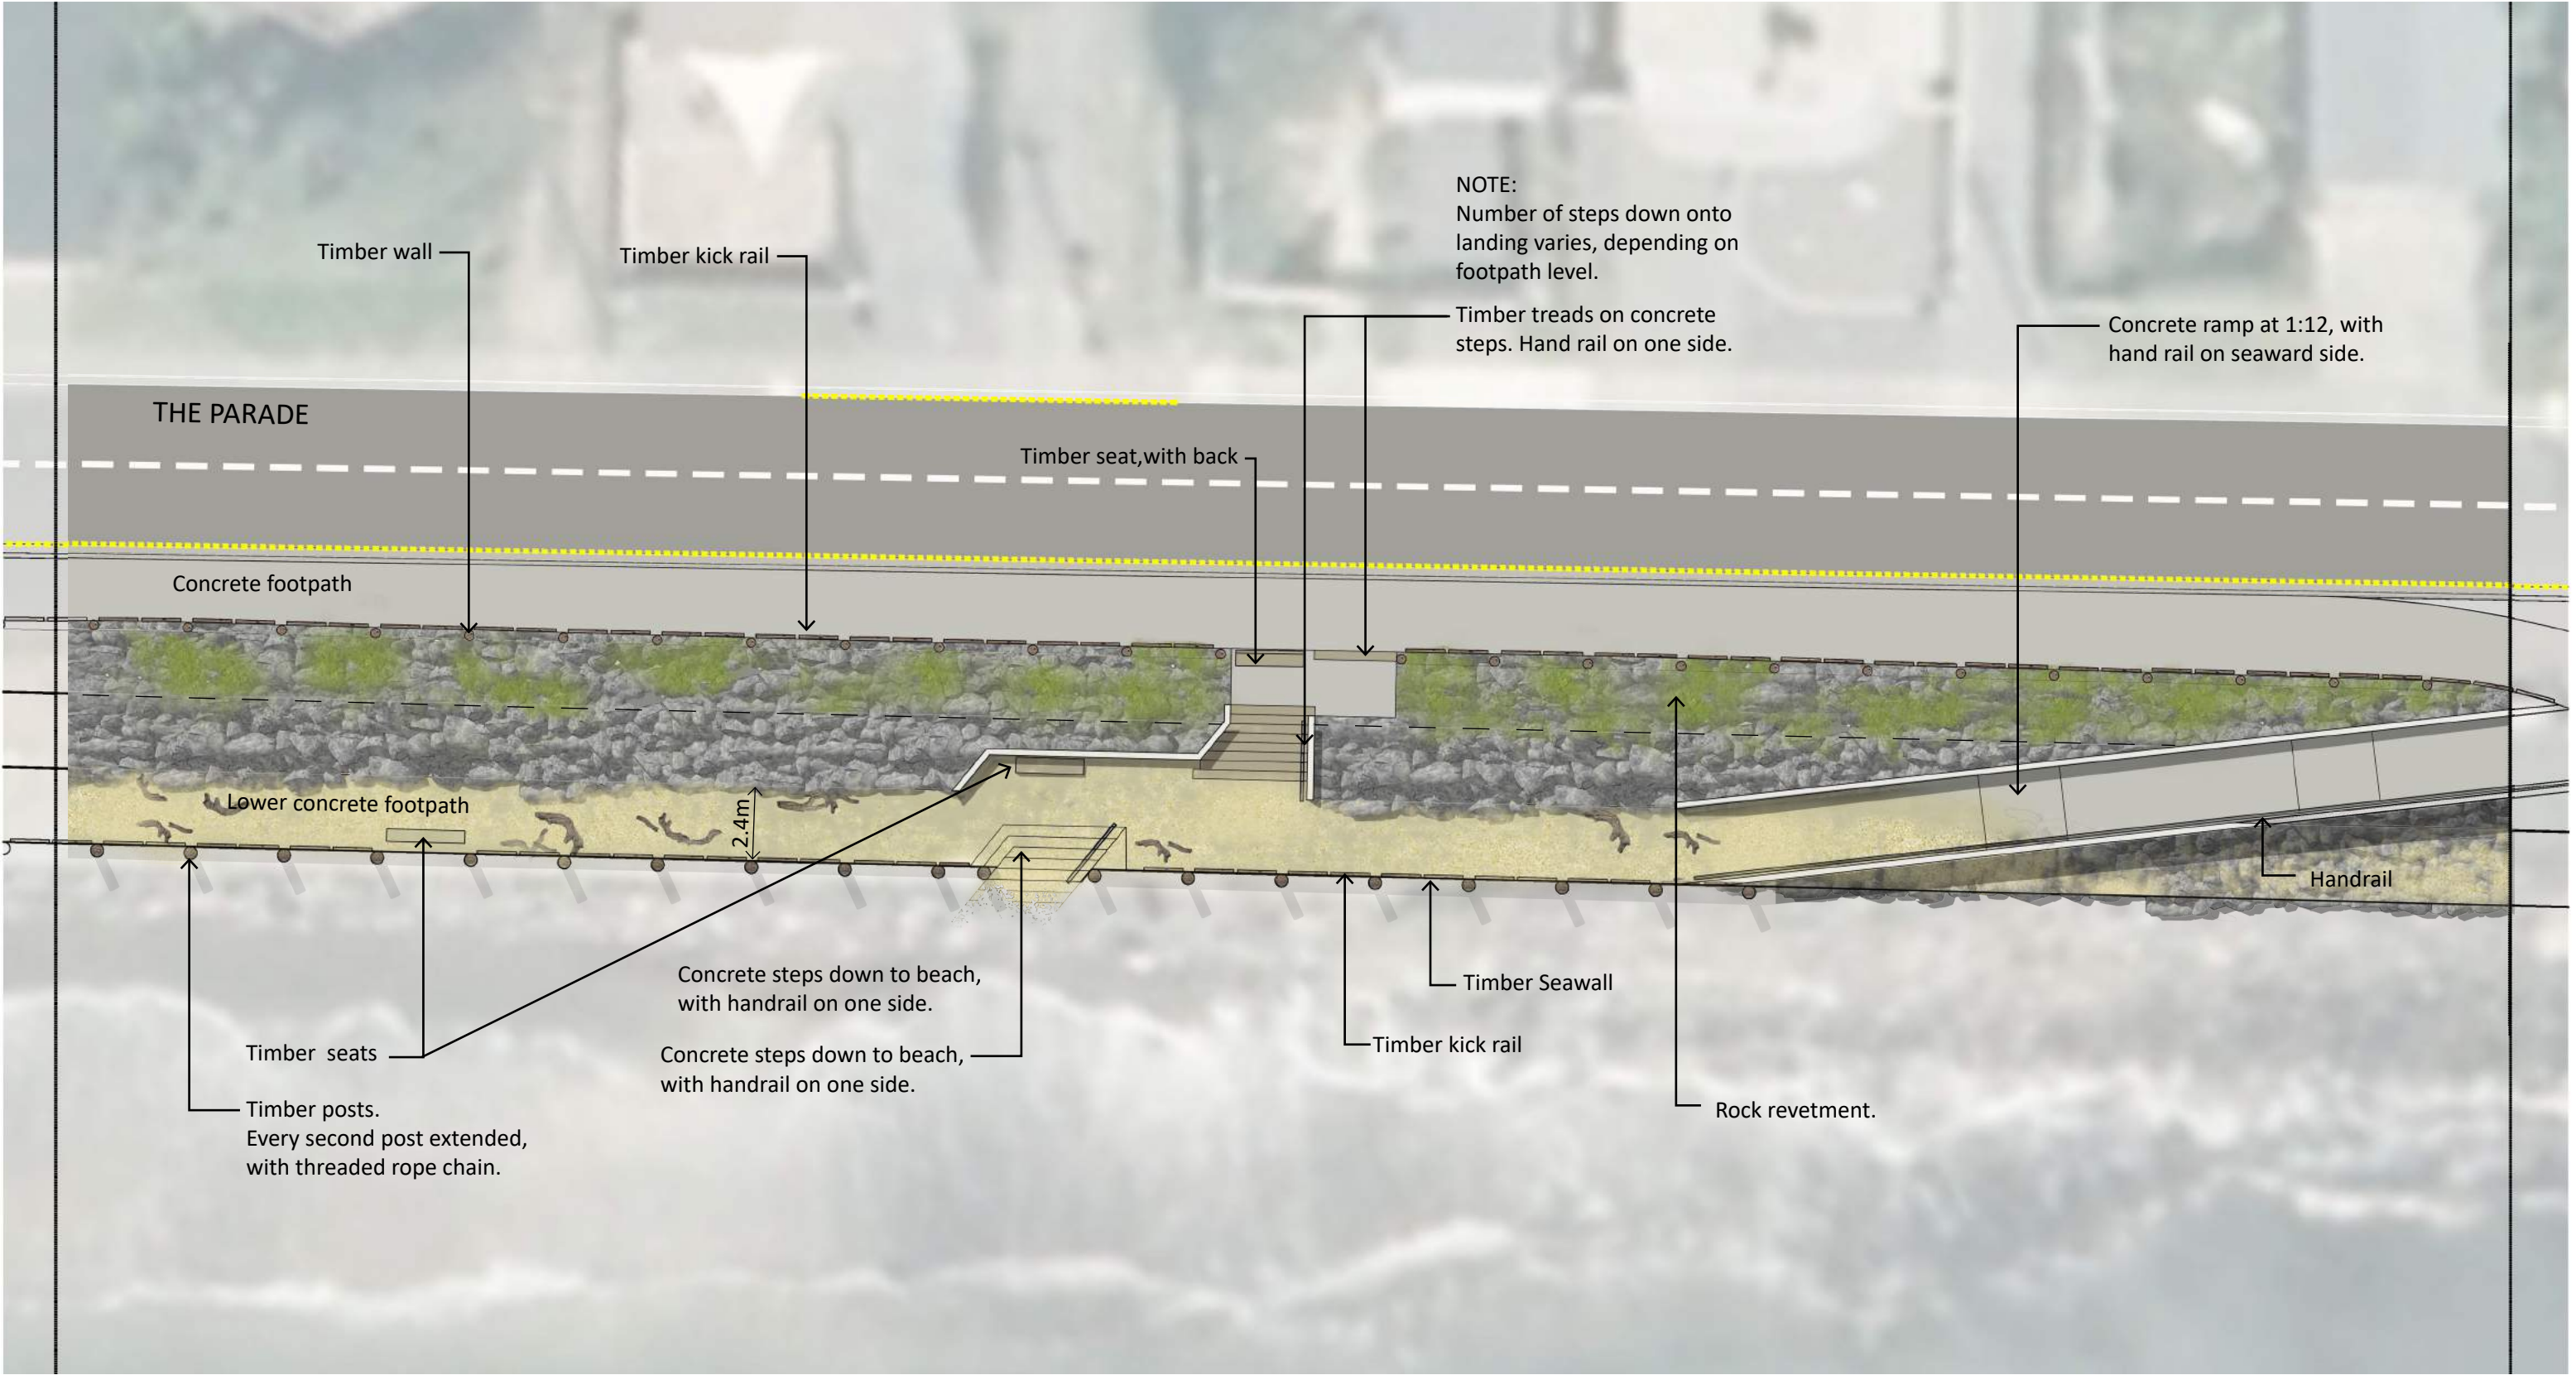 NOTE:
Number of steps down onto
landing varies, depending on
footpath level.
Timber wall
Timber kick rail
Timber treads on concrete
steps. Hand rail on one side.
Concrete ramp at 1:12, with
hand rail on seaward side.
THE PARADE
Timber seat,with back
Concrete footpath
Lower concrete footpath
2.4m
Handrail
Concrete steps down to beach,
with handrail on one side.
Timber Seawall
Timber seats
Concrete steps down to beach,
with handrail on one side.
Timber kick rail
Timber posts.
Every second post extended,
with threaded rope chain.
Rock revetment.